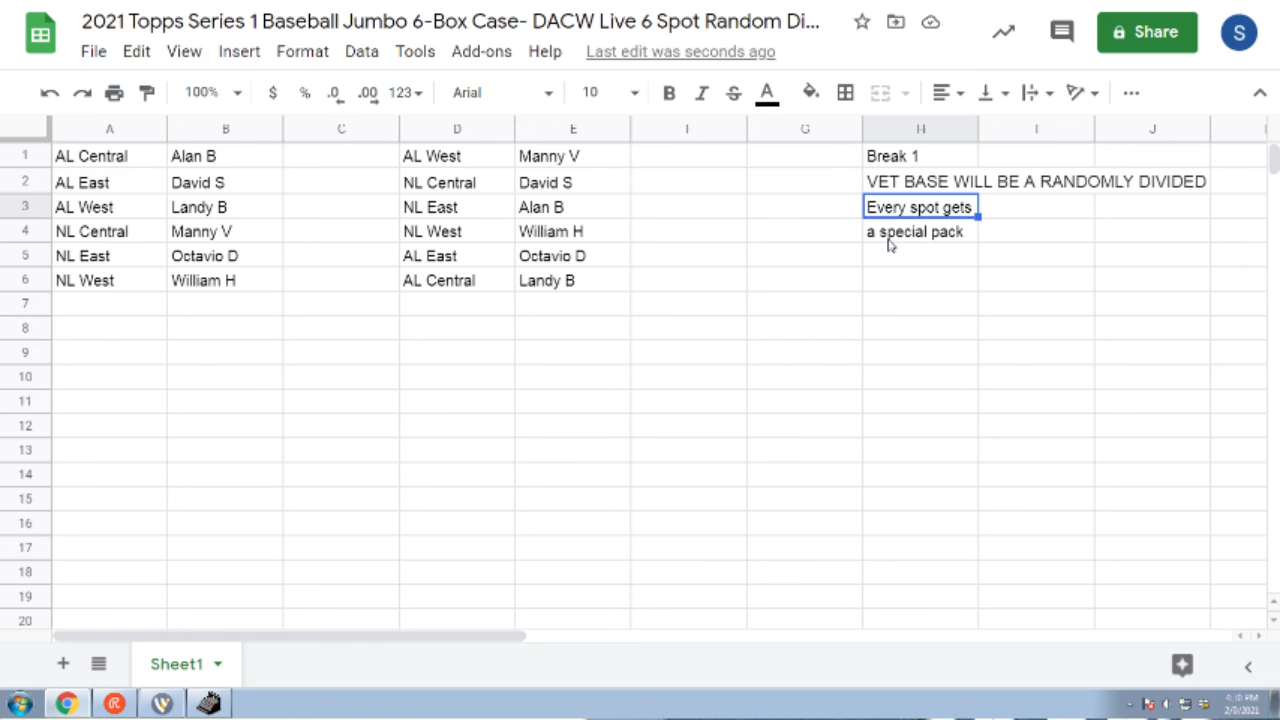 2021 Topps Series 1 Baseball Jumbo 6-Box Case- DACW Live 6 Spot Random Di...
File Edit View Insert Format Data Tools Add-ons Help Last edit was seconds ago
Share
S
100% $ % .0 .00 123 Arial 10 B I S A
A B C D E F G H I J
1 AL Central Alan B AL West Manny V Break 1
2 AL East David S NL Central David S VET BASE WILL BE A RANDOMLY DIVIDED
3 AL West Landy B NL East Alan B Every spot gets
4 NL Central Manny V NL West William H a special pack
5 NL East Octavio D AL East Octavio D
6 NL West William H AL Central Landy B
7
8
9
10
11
12
13
14
15
16
17
18
19
20
Sheet1